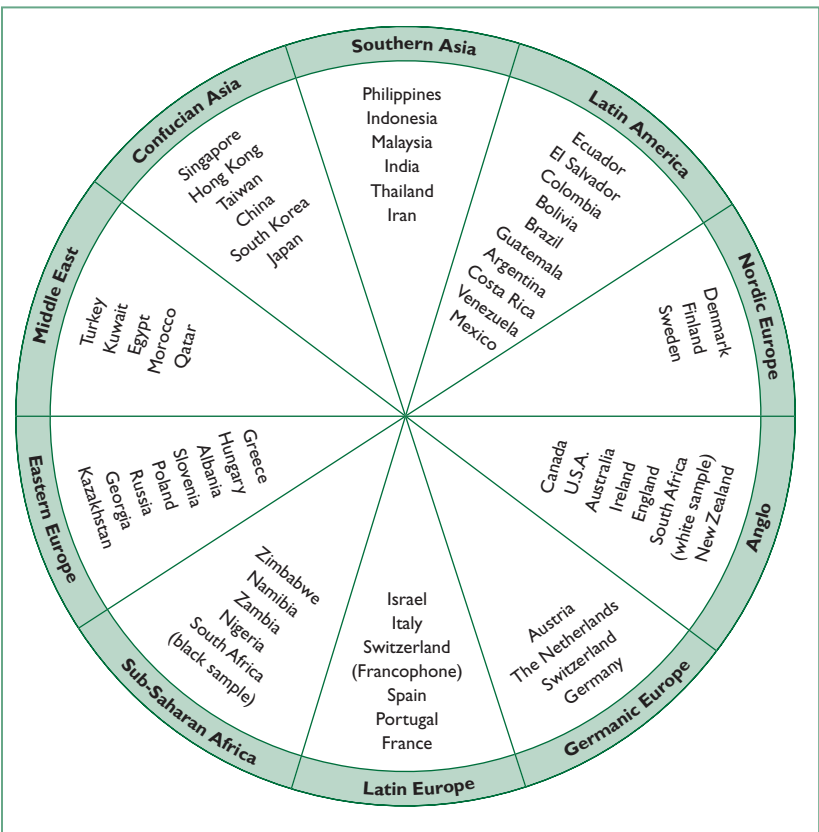 Southern Asia
Philippines
Indonesia
Malaysia
India
Thailand
Iran
Latin America
Ecuador
El Salvador
Colombia
Bolivia
Brazil
Guatemala
Argentina
Costa Rica
Venezuela
Mexico
Nordic Europe
Denmark
Finland
Sweden
Anglo
Canada
U.S.A.
Australia
Ireland
England
South Africa
(white sample)
New Zealand
Germanic Europe
Austria
The Netherlands
Switzerland
Germany
Latin Europe
Israel
Italy
Switzerland
(Francophone)
Spain
Portugal
France
Sub-Saharan Africa
Zimbabwe
Namibia
Zambia
Nigeria
South Africa
(black sample)
Eastern Europe
Greece
Hungary
Albania
Slovenia
Poland
Russia
Georgia
Kazakhstan
Middle East
Turkey
Kuwait
Egypt
Morocco
Qatar
Confucian Asia
Singapore
Hong Kong
Taiwan
China
South Korea
Japan